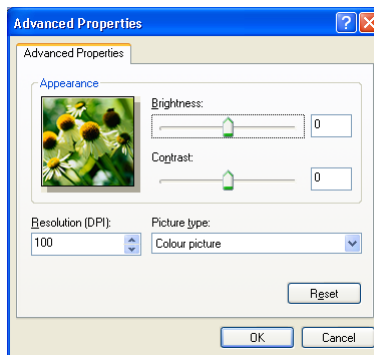 Advanced Properties
Advanced Properties
Appearance
Brightness:
0
Contrast:
0
Resolution (DPI):
Picture type:
100
Colour picture
Reset
OK
Cancel